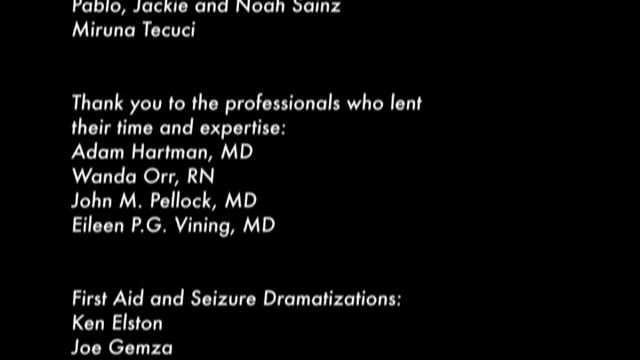 Pablo, Jackie and Noah Sainz
Miruna Tecuci
Thank you to the professionals who lent
their time and expertise:
Adam Hartman, MD
Wanda Orr, RN
John M. Pellock, MD
Eileen P.G. Vining, MD
First Aid and Seizure Dramatizations:
Ken Elston
Joe Gemza